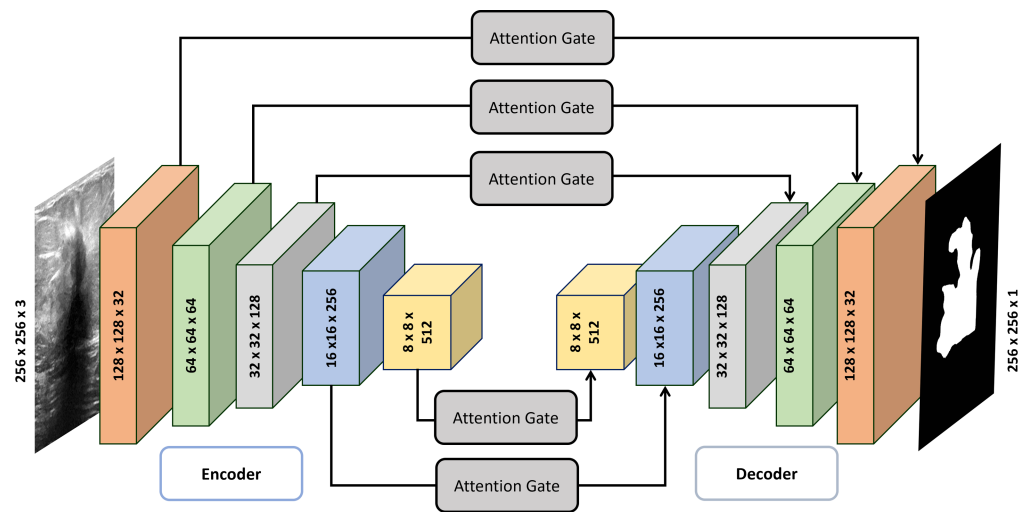 Attention Gate
Attention Gate
Attention Gate
256 x 256 x 3
128 x 128 x 32
64 x 64 x 64
32 x 32 x 128
16 x16 x 256
8 x 8 x
512
8 x 8 x
512
16 x16 x 256
32 x 32 x 128
64 x 64 x 64
128 x 128 x 32
256 x 256 x 1
Attention Gate
Attention Gate
Encoder
Decoder